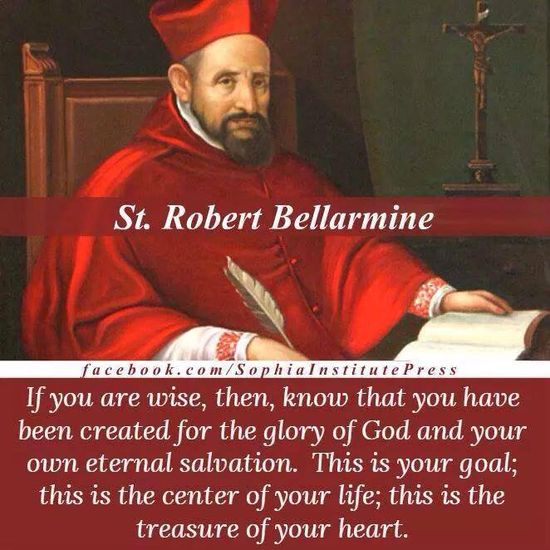 St. Robert Bellarmine
facebook.com/SophiaInstitutePress
If you are wise, then, know that you have
been created for the glory of God and your
own eternal salvation. This is your goal;
this is the center of your life; this is the
treasure of your heart.